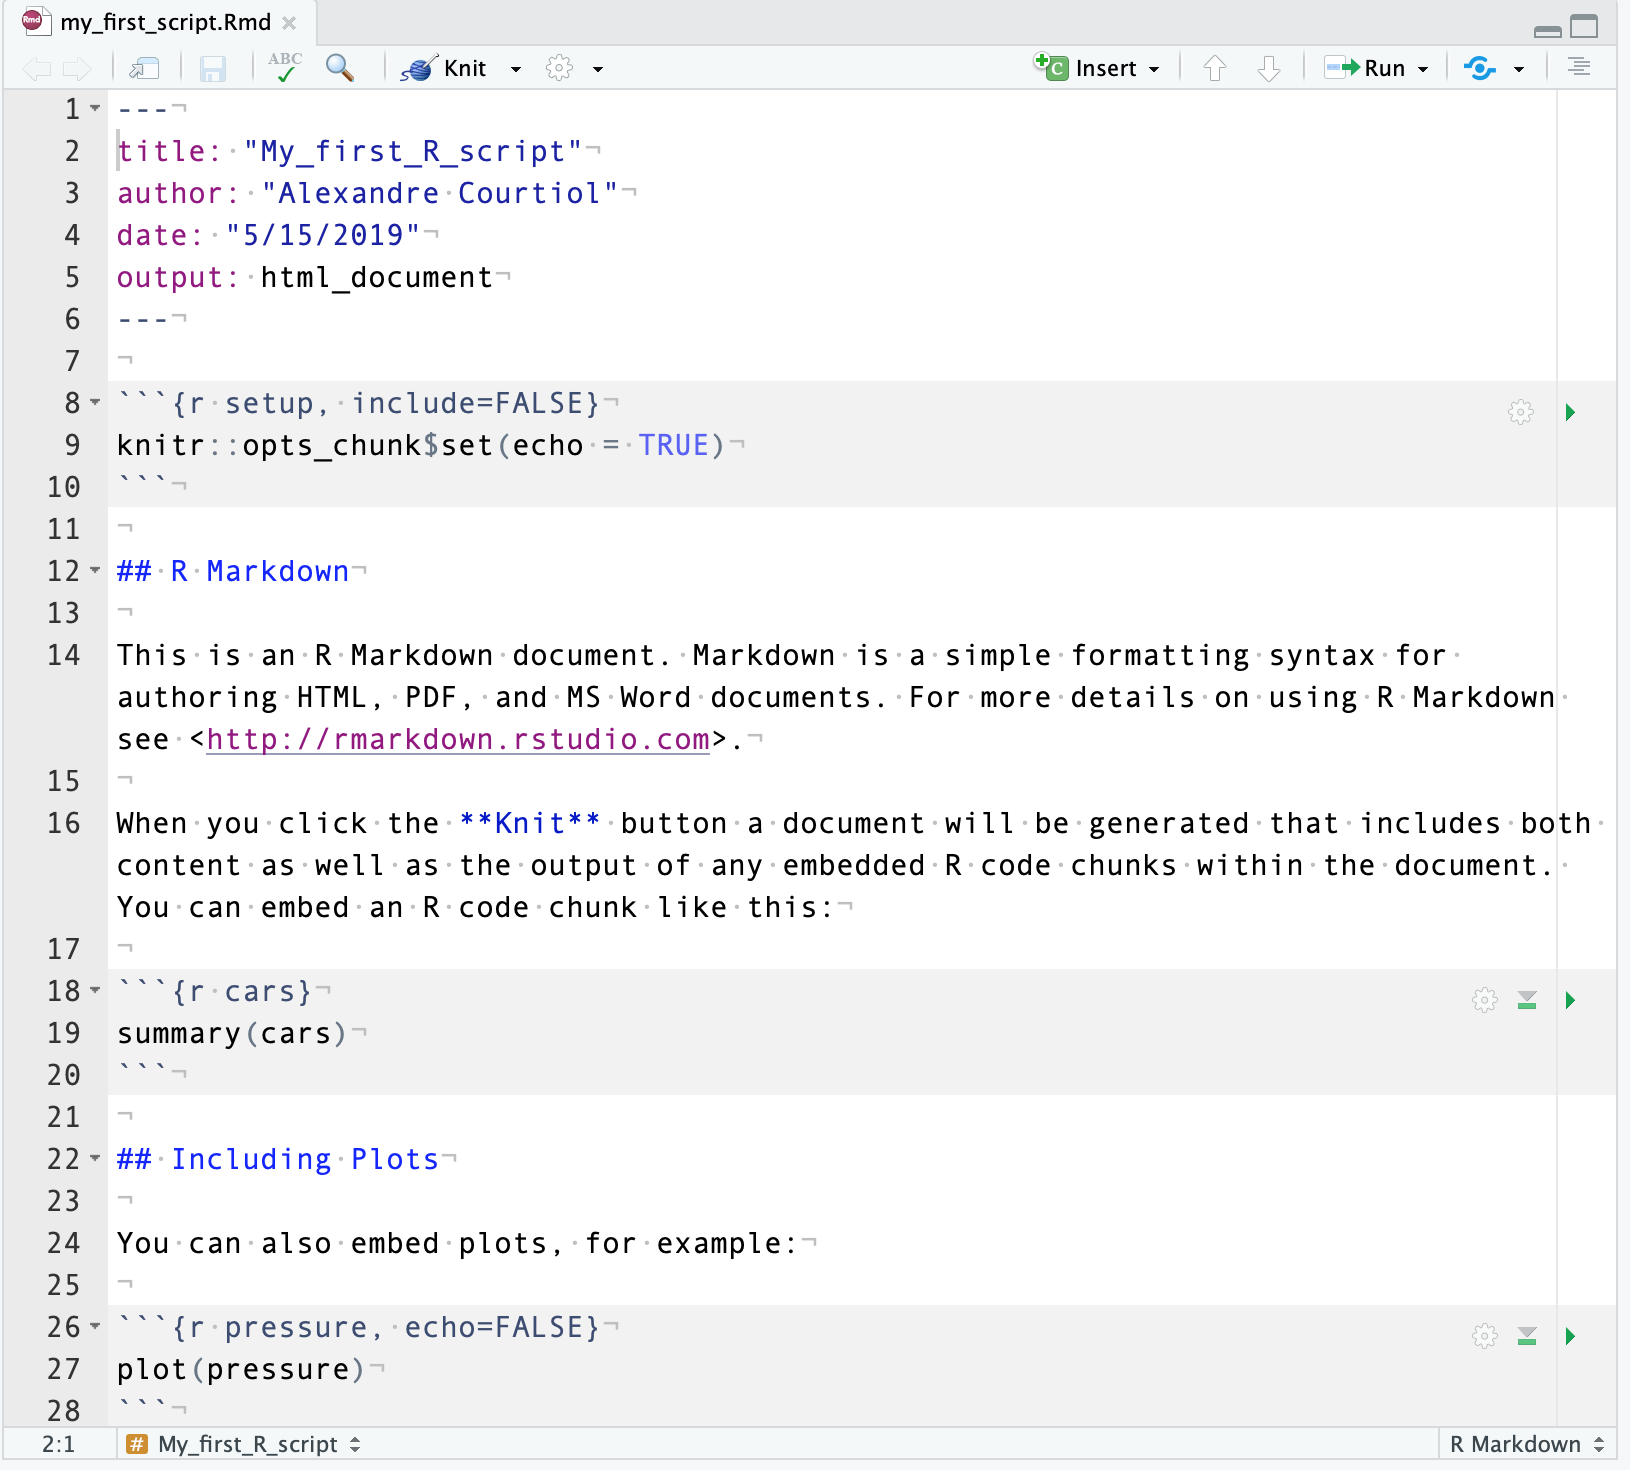 my_first_script.Rmd ×
ABC Knit Insert Run
1 ---
2 title: "My_first_R_script"
3 author: "Alexandre Courtiol"
4 date: "5/15/2019"
5 output: html_document
6 ---
7
8 ```{r setup, include=FALSE}
9 knitr::opts_chunk$set(echo = TRUE)
10 ```
11
12 ## R Markdown
13
14 This is an R Markdown document. Markdown is a simple formatting syntax for
authoring HTML, PDF, and MS Word documents. For more details on using R Markdown
see <http://rmarkdown.rstudio.com>.
15
16 When you click the **Knit** button a document will be generated that includes both
content as well as the output of any embedded R code chunks within the document.
You can embed an R code chunk like this:
17
18 ```{r cars}
19 summary(cars)
20 ```
21
22 ## Including Plots
23
24 You can also embed plots, for example:
25
26 ```{r pressure, echo=FALSE}
27 plot(pressure)
28 ```
2:1 # My_first_R_script R Markdown